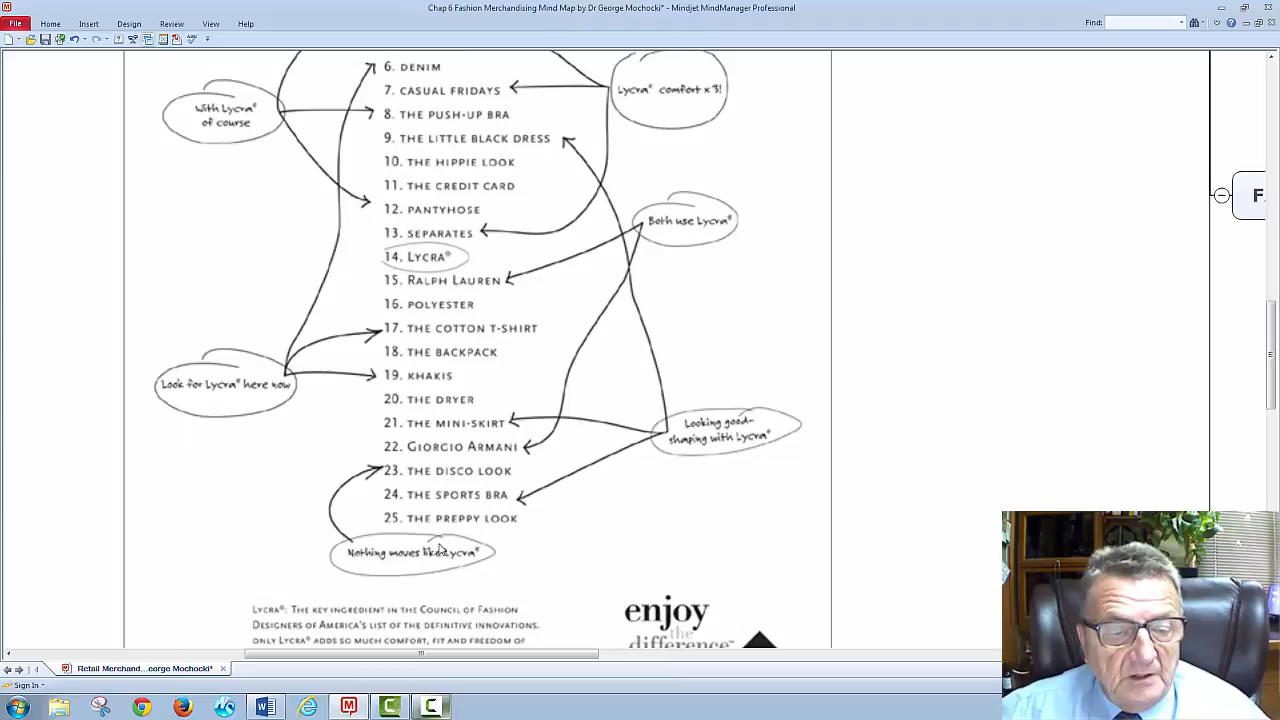 Chap 6 Fashion Merchandising Mind Map by Dr George Mochocki* - Mindjet MindManager Professional
File Home Insert Design Review View Help Find:
6. DENIM
7. CASUAL FRIDAYS
Lycra® comfort x 3!
With Lycra®
of course
8. THE PUSH-UP BRA
9. THE LITTLE BLACK DRESS
10. THE HIPPIE LOOK
11. THE CREDIT CARD
12. PANTYHOSE
Both use Lycra®
13. SEPARATES
14. LYCRA®
15. RALPH LAUREN
16. POLYESTER
17. THE COTTON T-SHIRT
18. THE BACKPACK
19. KHAKIS
Look for Lycra® here now
20. THE DRYER
21. THE MINI-SKIRT
Looking good-
shaping with Lycra®
22. GIORGIO ARMANI
23. THE DISCO LOOK
24. THE SPORTS BRA
25. THE PREPPY LOOK
Nothing moves like Lycra®
LYCRA®: THE KEY INGREDIENT IN THE COUNCIL OF FASHION
DESIGNERS OF AMERICA'S LIST OF THE DEFINITIVE INNOVATIONS.
ONLY LYCRA® ADDS SO MUCH COMFORT, FIT AND FREEDOM OF
enjoy
the
difference™
F
Retail Merchand...eorge Mochocki*
Sign In